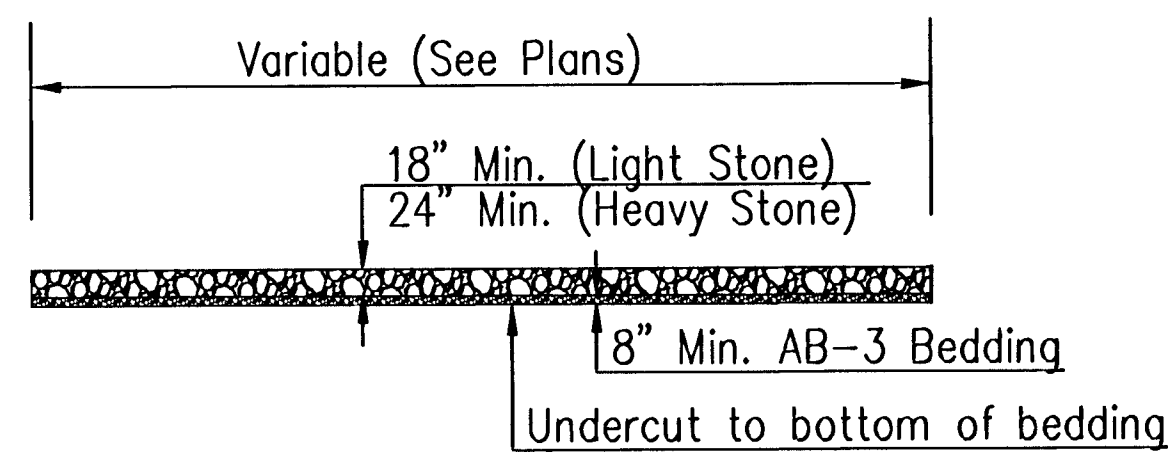 Variable (See Plans)
18” Min. (Light Stone)
24” Min. (Heavy Stone)
8” Min. AB-3 Bedding
Undercut to bottom of bedding